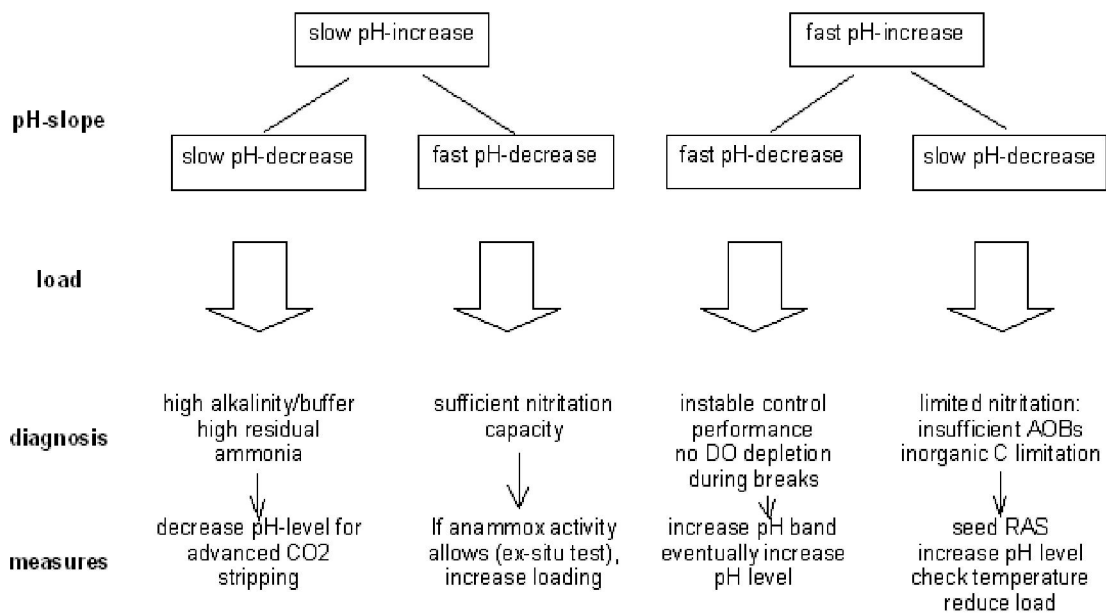 slow pH-increase
fast pH-increase
pH-slope
slow pH-decrease
fast pH-decrease
fast pH-decrease
slow pH-decrease
load
diagnosis
high alkalinity/buffer
high residual
ammonia
sufficient nitritation
capacity
instable control
performance
no DO depletion
during breaks
limited nitritation:
insufficient AOBs
inorganic C limitation
measures
decrease pH-level for
advanced CO2
stripping
If anammox activity
allows (ex-situ test),
increase loading
increase pH band
eventually increase
pH level
seed RAS
increase pH level
check temperature
reduce load